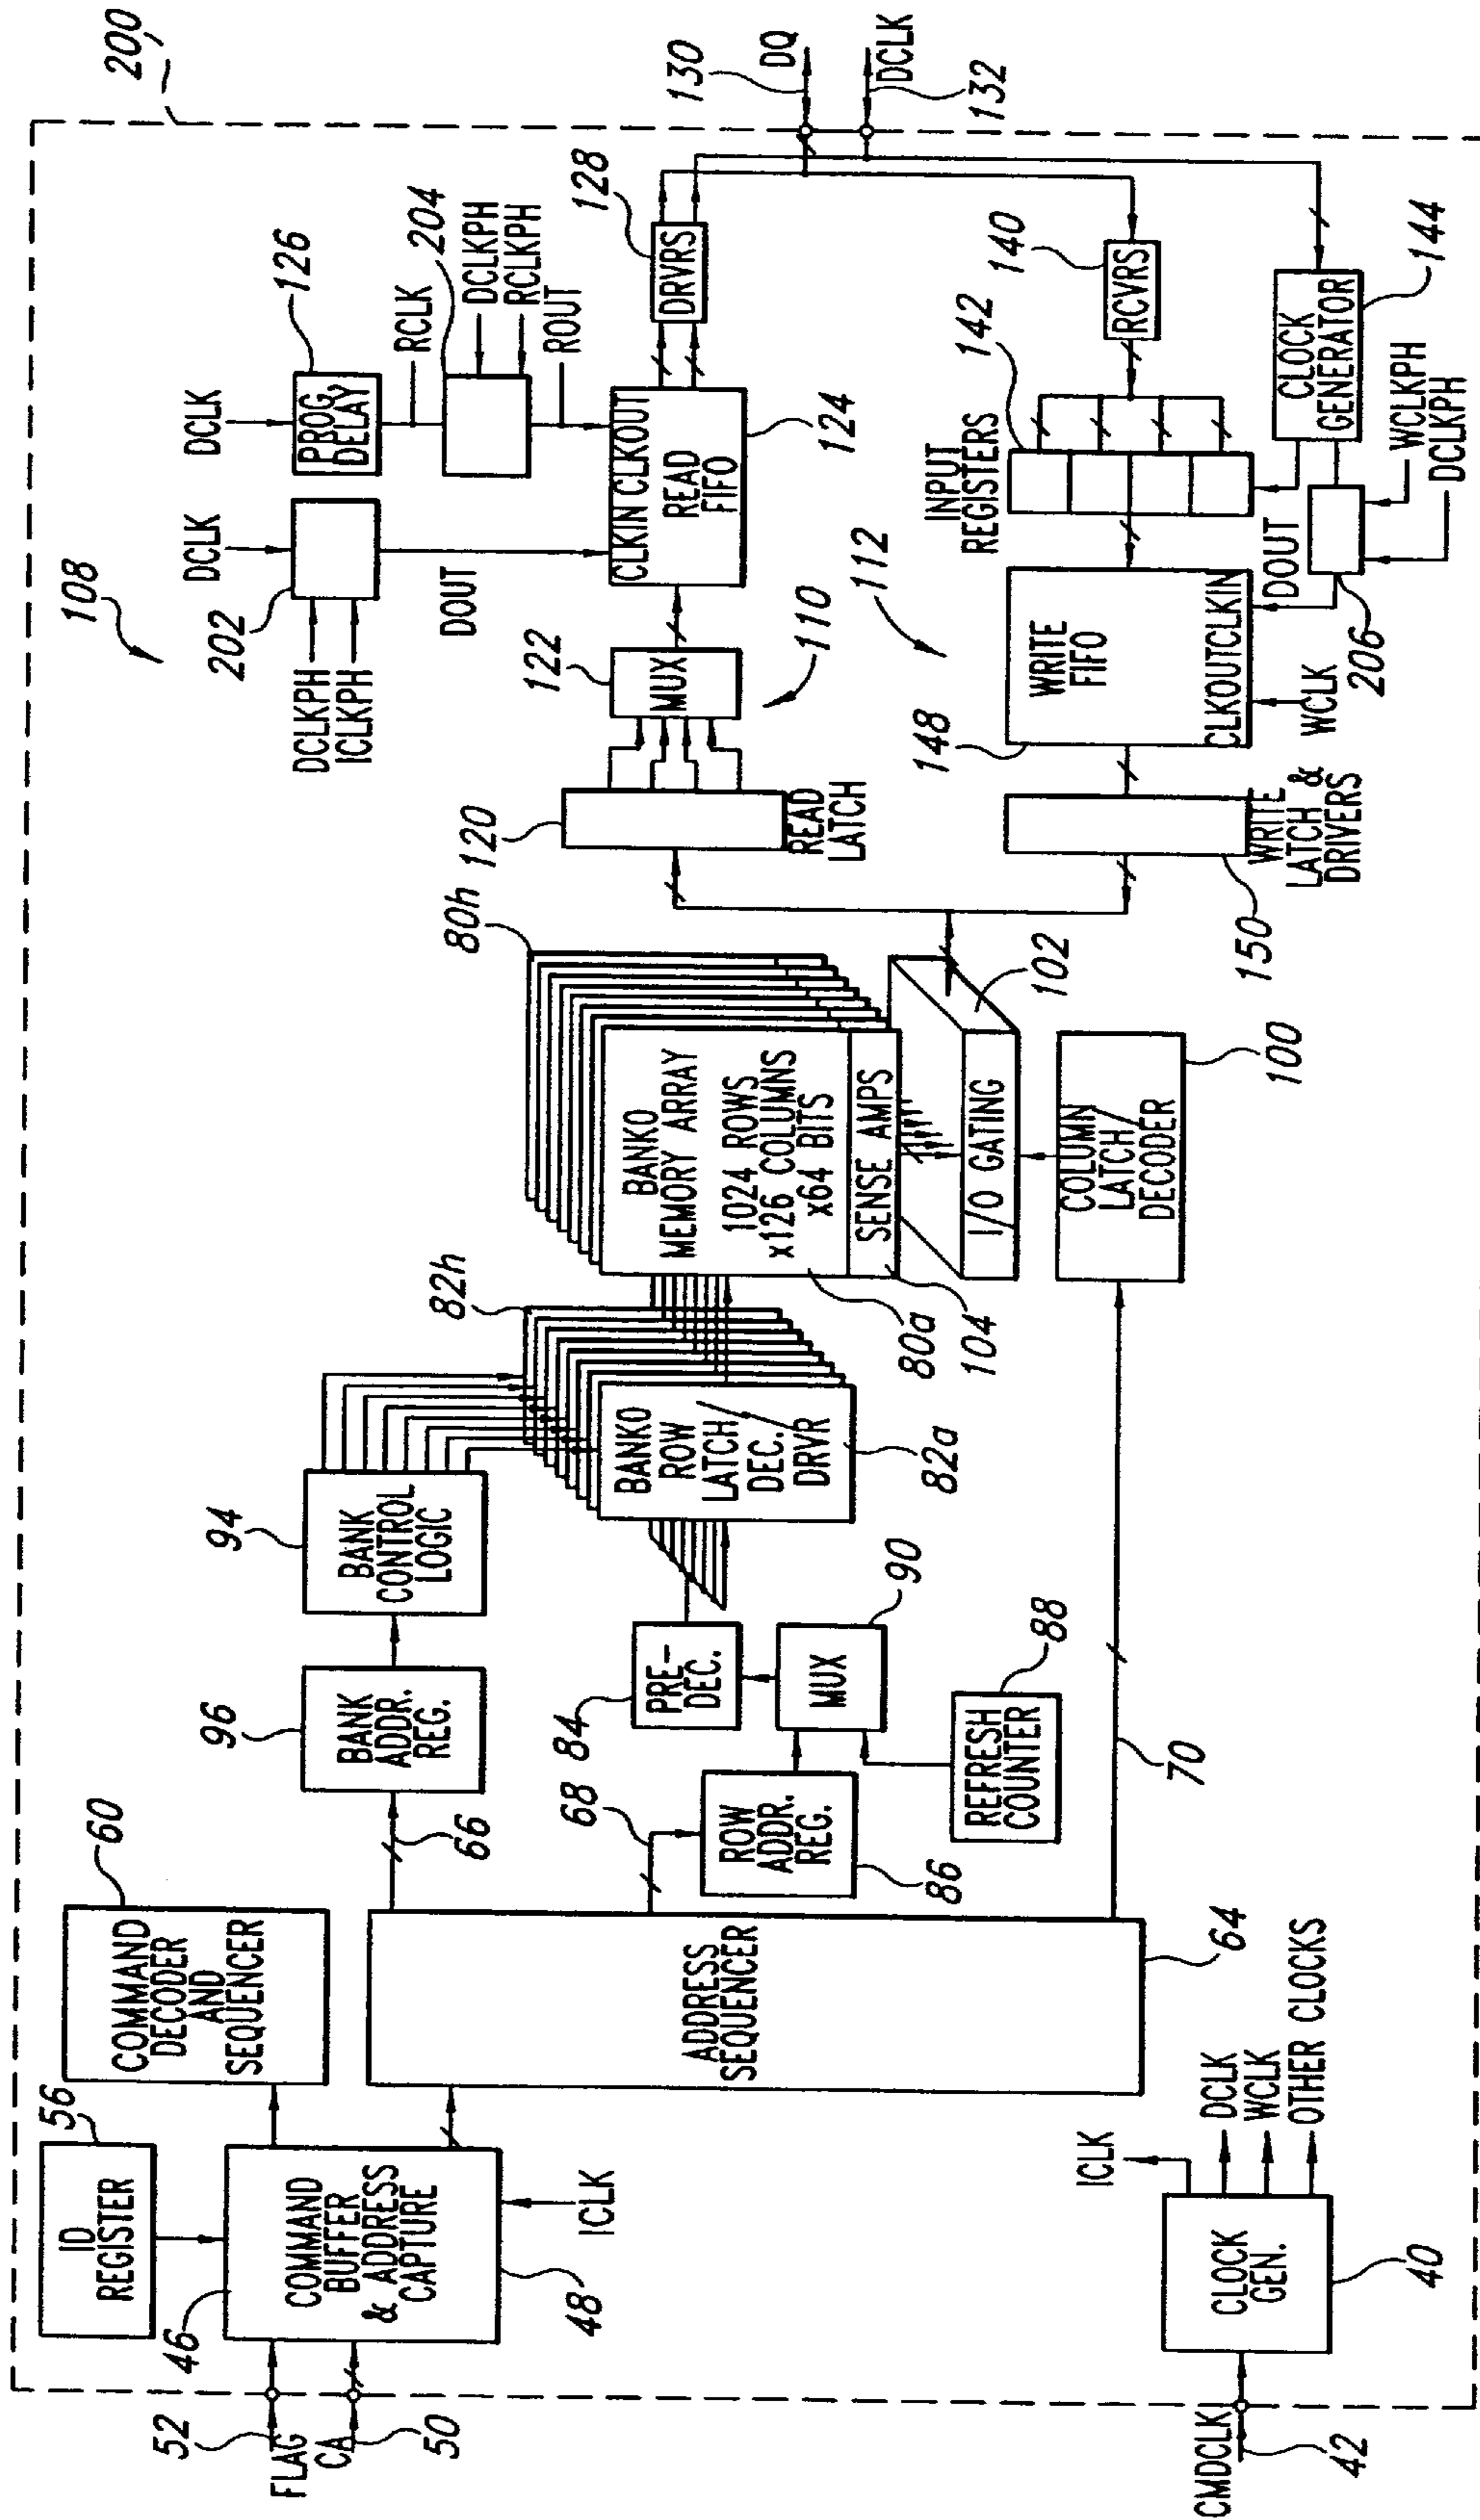 200
108
DCLK
DCLK
126
PROG.
DELAY
202
DCLKPH
ICLKPH
RCLK
204
DCLKPH
RCLKPH
ROUT
DOUT
128
DRVRS
130
DQ
DCLK
132
CLKIN CLKOUT
READ
FIFO
124
122
MUX
110
120
READ
LATCH
112
INPUT
REGISTERS
142
140
RCVRS
CLOCK
GENERATOR
144
WCLKPH
DCLKPH
DOUT
206
WRITE
FIFO
CLKOUTCLKIN
WCLK
148
WRITE
LATCH &
DRIVERS
150
80h
BANKO
MEMORY ARRAY
1024 ROWS
x126 COLUMNS
x64 BITS
SENSE AMPS
80a
104
I/O GATING
102
COLUMN
LATCH
DECODER
100
82h
BANKO
ROW
LATCH
DEC.
DRVR
82a
94
BANK
CONTROL
LOGIC
96
BANK
ADDR.
REG.
66
84
PRE-
DEC.
MUX
90
68
ROW
ADDR.
REG.
86
REFRESH
COUNTER
88
70
60
COMMAND
DECODER
AND
SEQUENCER
ADDRESS
SEQUENCER
64
56
ID
REGISTER
46
COMMAND
BUFFER
& ADDRESS
CAPTURE
48
ICLK
52
FLAG
CA
50
ICLK
DCLK
WCLK
OTHER CLOCKS
CLOCK
GEN.
40
CMDCLK
42